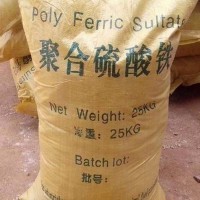 Poly Ferric Sulfate
聚合硫酸铁
Net Weight: 25KG
净重: 25KG
Batch lot:
批号: